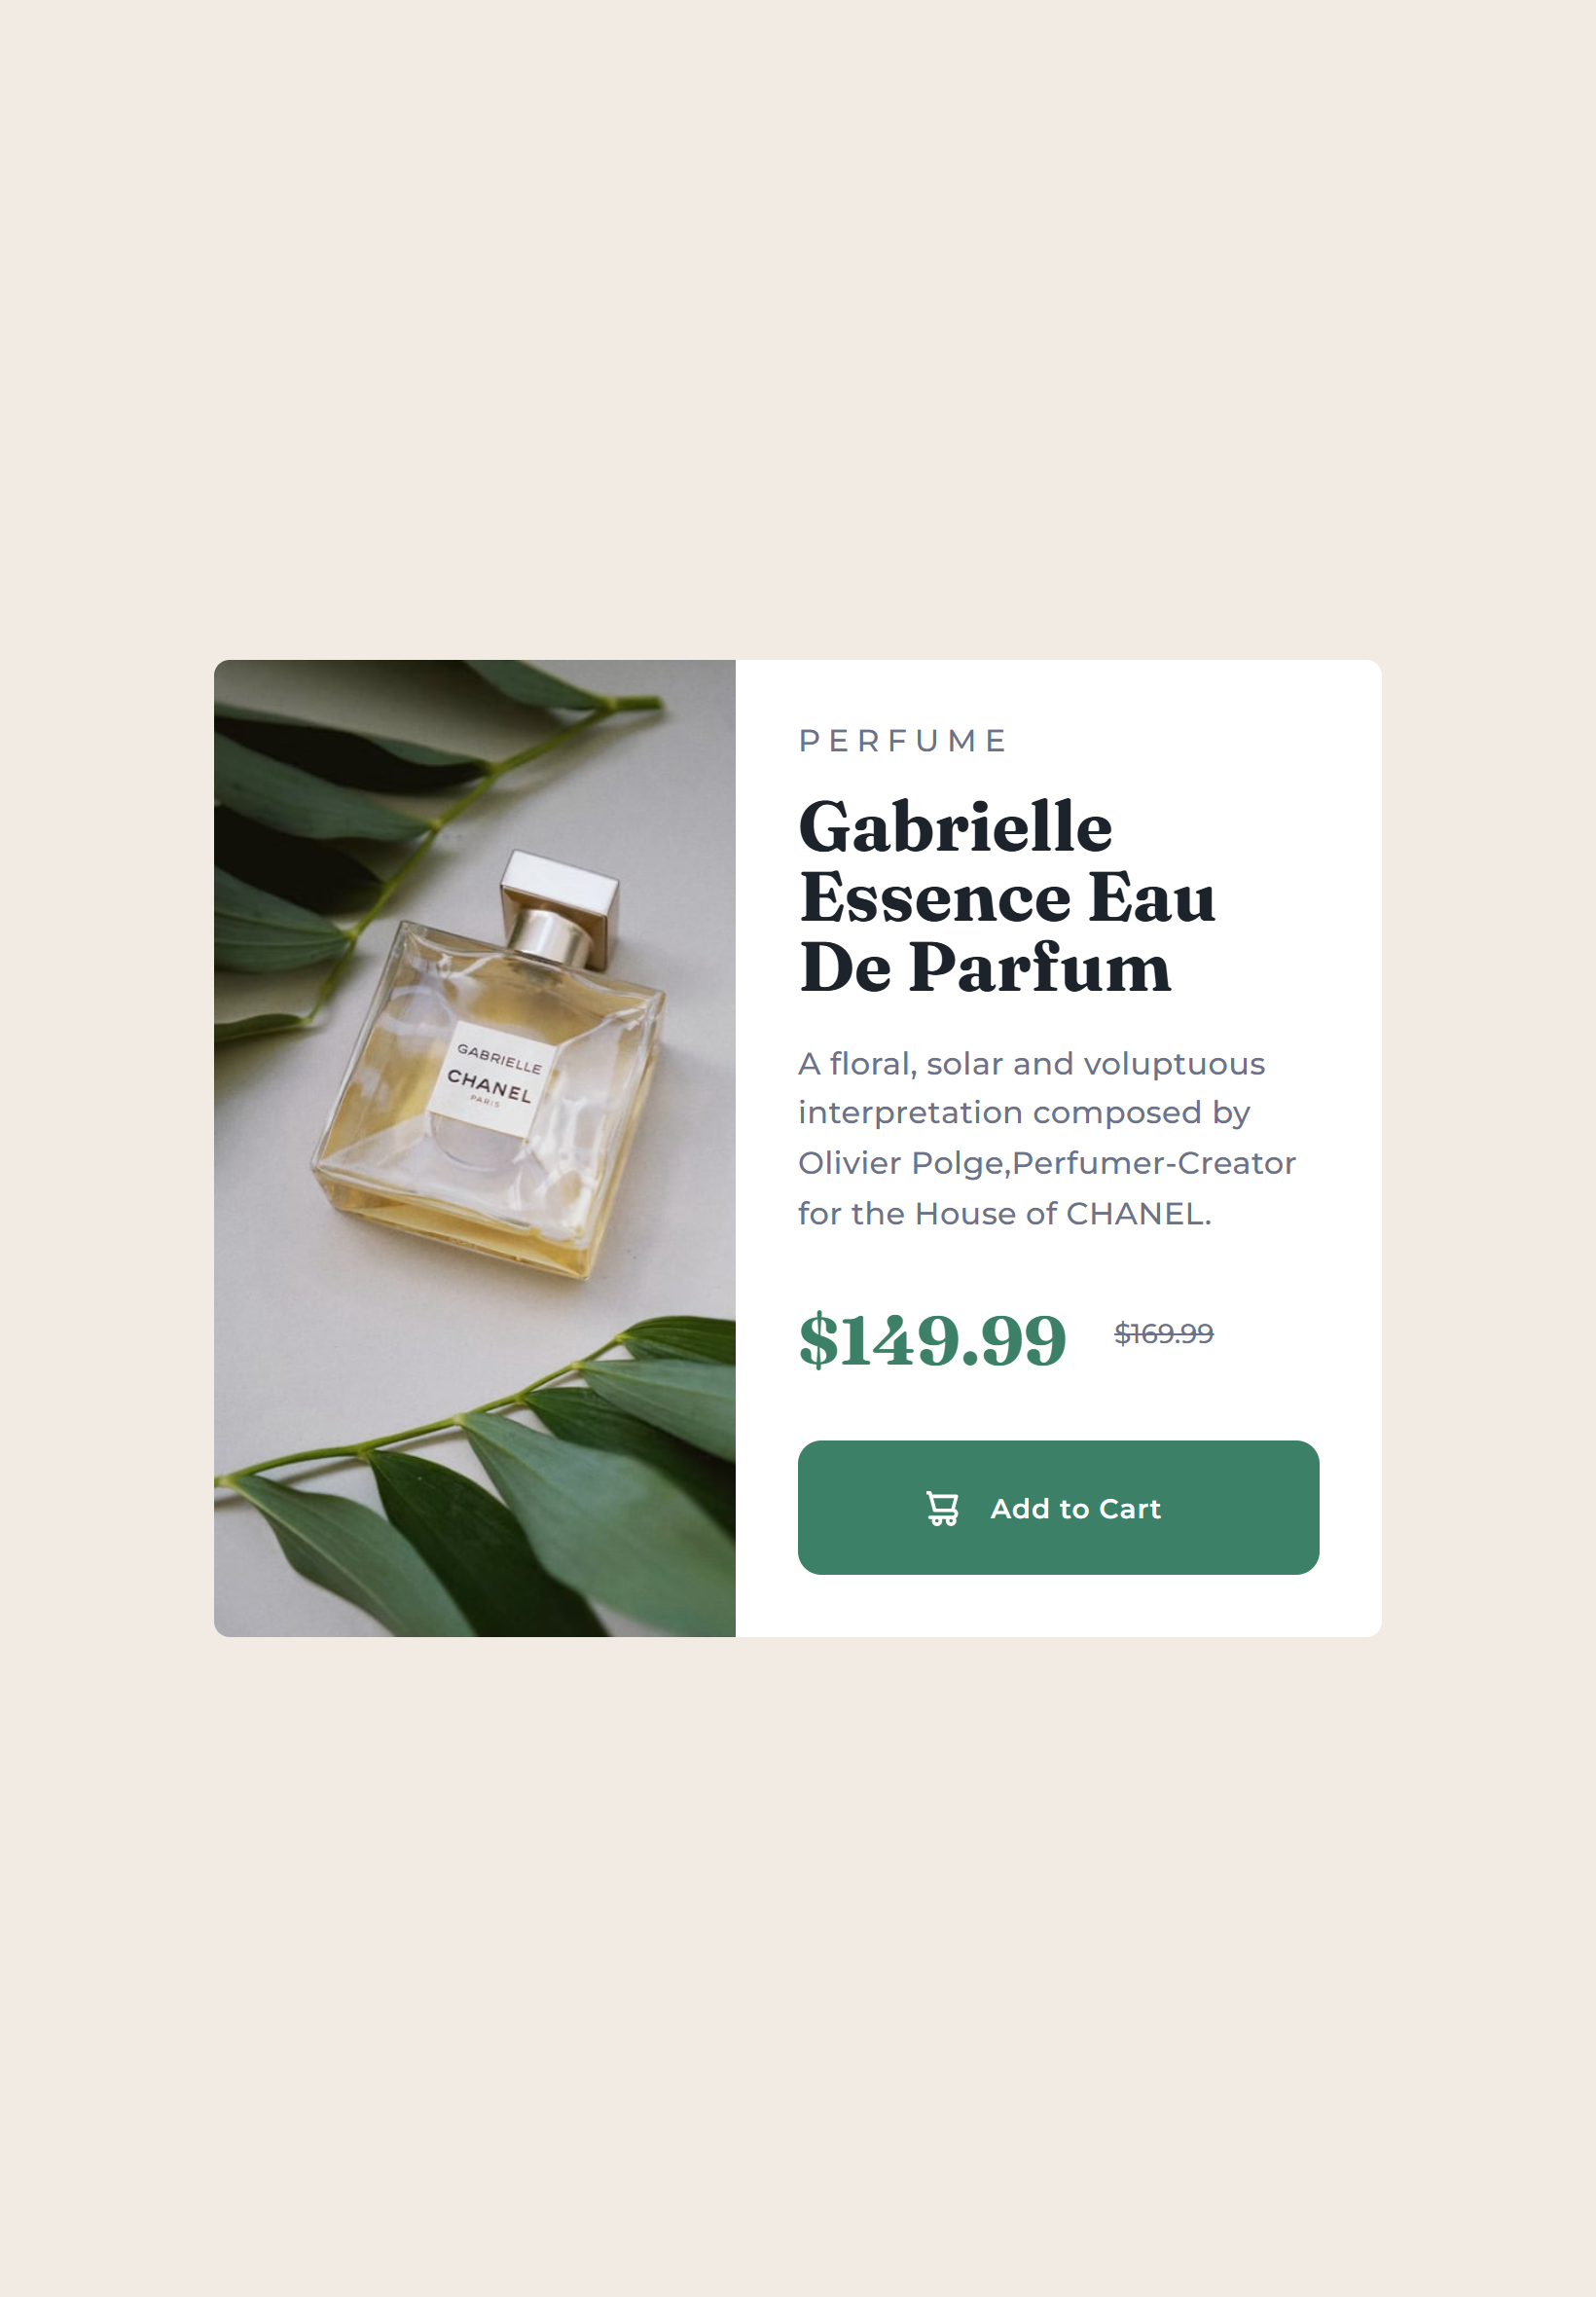 GABRIELLE
CHANEL
PARIS
PERFUME
Gabrielle
Essence Eau
De Parfum
A floral, solar and voluptuous
interpretation composed by
Olivier Polge,Perfumer-Creator
for the House of CHANEL.
$149.99 $169.99
Add to Cart